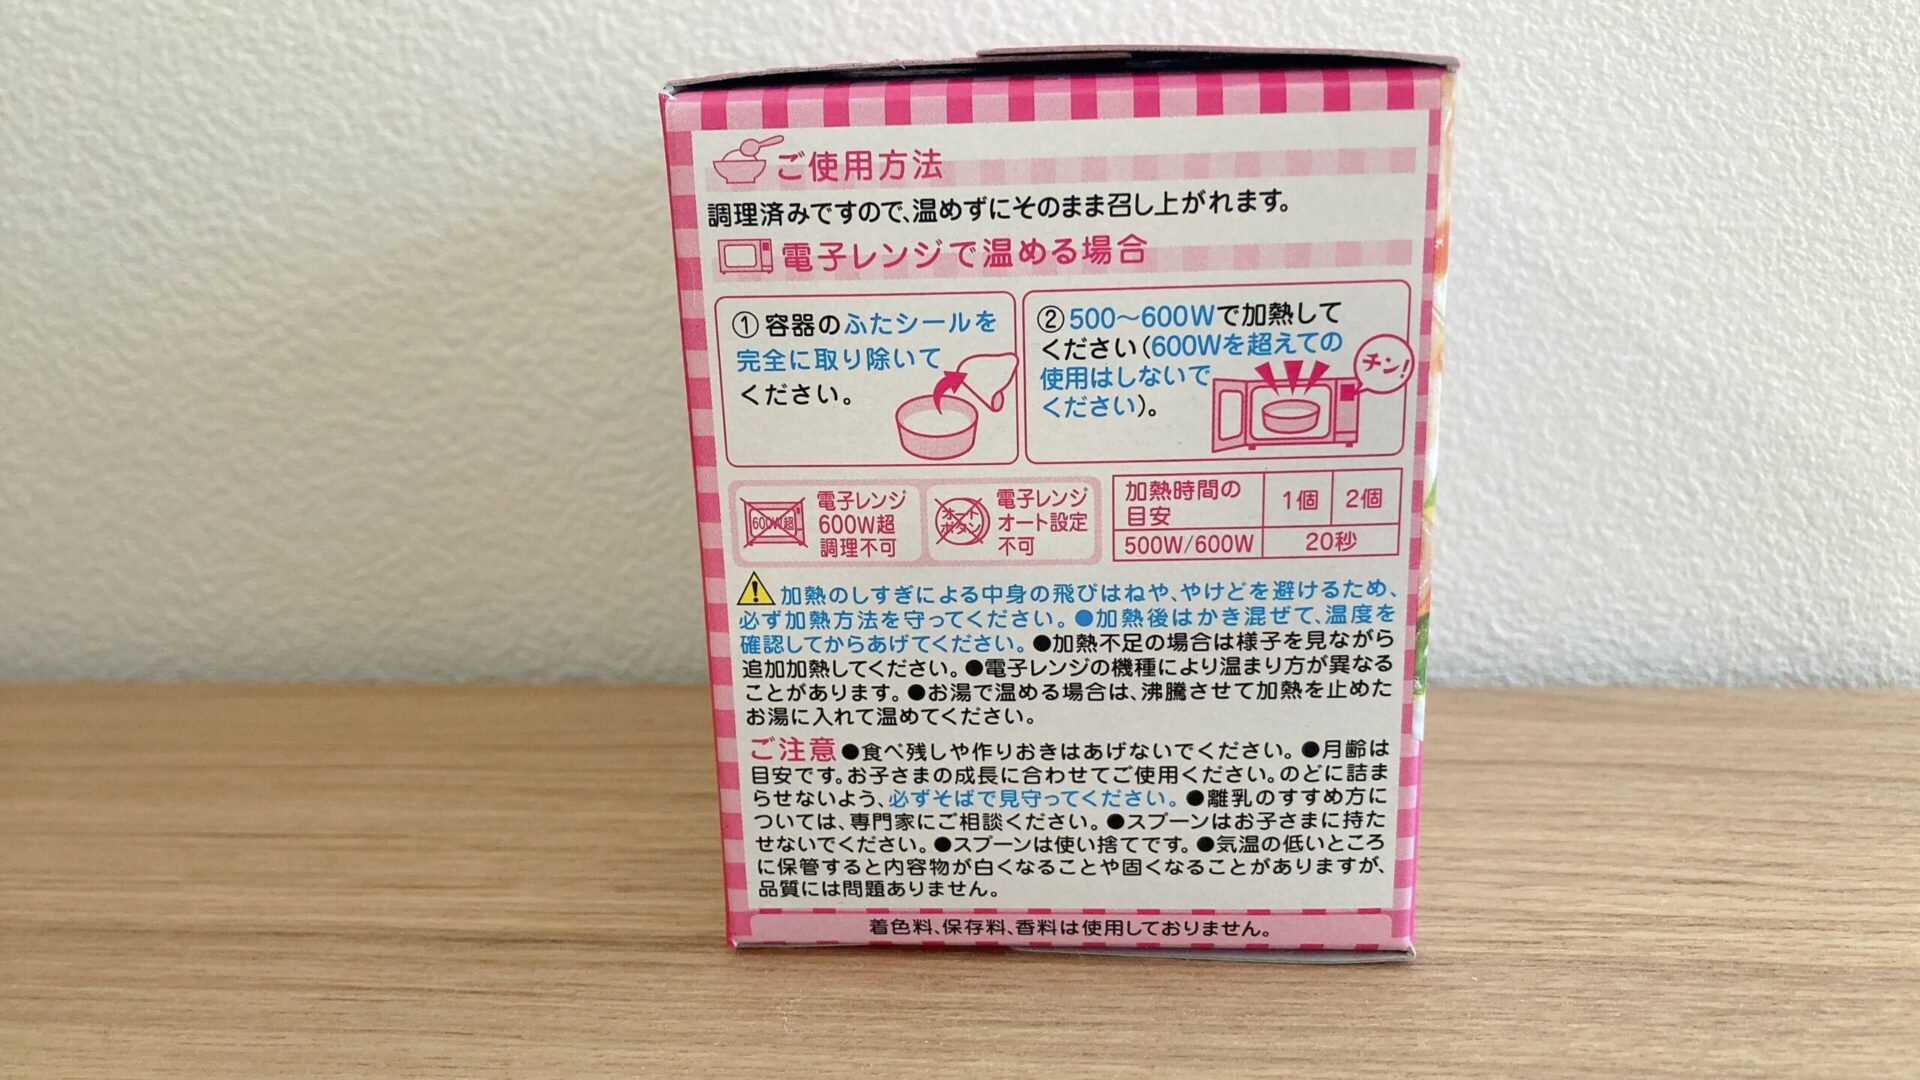 ご使用方法
調理済みですので、温めずにそのまま召し上がれます。
電子レンジで温める場合
①容器のふたシールを
完全に取り除いて
ください。
②500〜600Wで加熱して
ください(600Wを超えての
使用はしないで
ください)。
チン!
600W超
電子レンジ
600W超
調理不可
オート
ボタン
電子レンジ
オート設定
不可
加熱時間の
目安
1個
2個
500W/600W
20秒
加熱のしすぎによる中身の飛びはねや、やけどを避けるため、
必ず加熱方法を守ってください。●加熱後はかき混ぜて、温度を
確認してからあげてください。●加熱不足の場合は様子を見ながら
追加加熱してください。●電子レンジの機種により温まり方が異なる
ことがあります。●お湯で温める場合は、沸騰させて加熱を止めた
お湯に入れて温めてください。
ご注意●食べ残しや作りおきはあげないでください。●月齢は
目安です。お子さまの成長に合わせてご使用ください。のどに詰ま
らせないよう、必ずそばで見守ってください。●離乳のすすめ方に
ついては、専門家にご相談ください。●スプーンはお子さまに持た
せないでください。●スプーンは使い捨てです。●気温の低いところ
に保管すると内容物が白くなることや固くなることがありますが、
品質には問題ありません。
着色料、保存料、香料は使用しておりません。